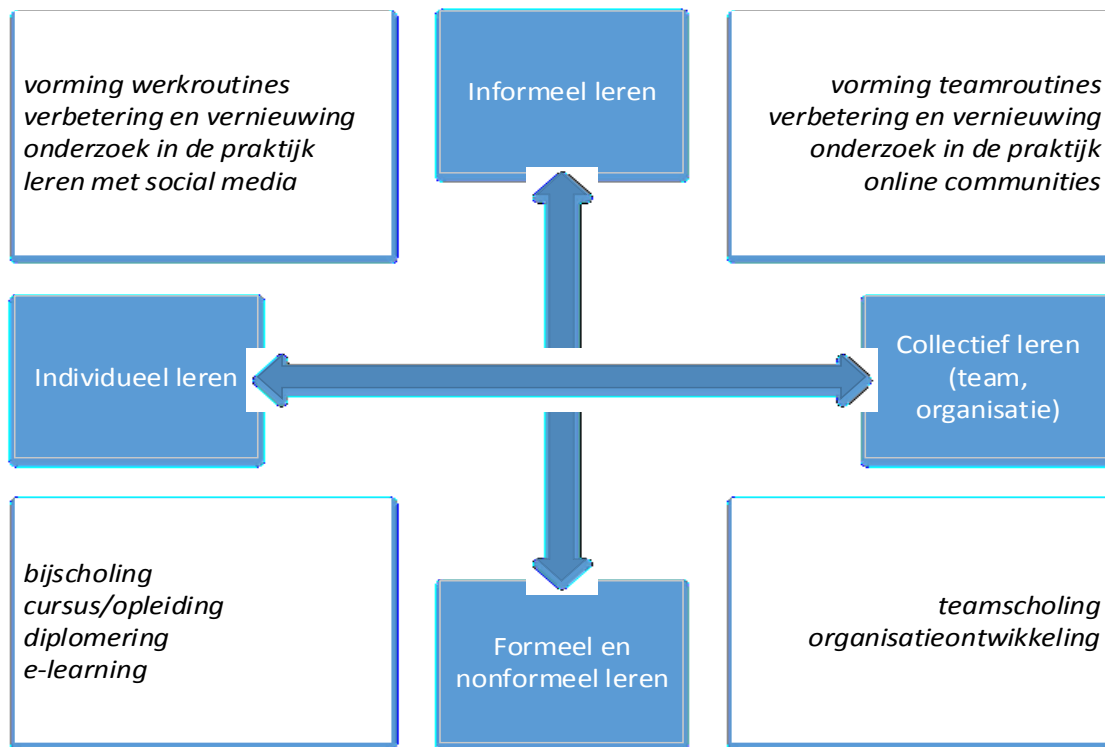 vorming werkroutines
verbetering en vernieuwing
onderzoek in de praktijk
leren met social media
Informeel leren
vorming teamroutines
verbetering en vernieuwing
onderzoek in de praktijk
online communities
Individueel leren
Collectief leren
(team,
organisatie)
bijscholing
cursus/opleiding
diplomering
e-learning
Formeel en
nonformeel leren
teamscholing
organisatieontwikkeling